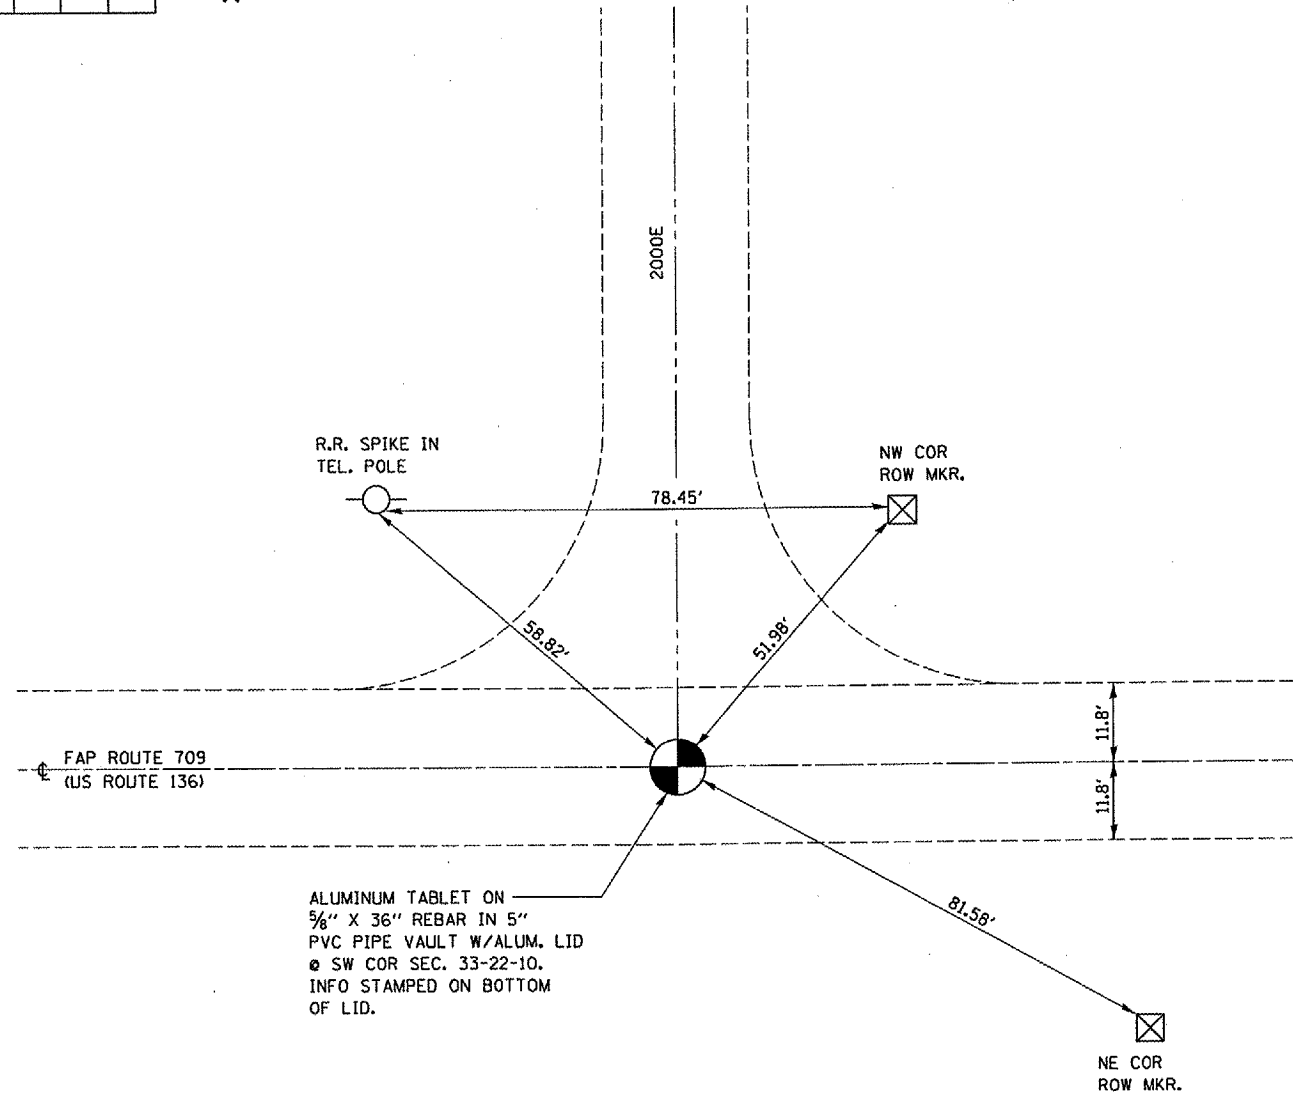 2000E
R.R. SPIKE IN
TEL. POLE
NW COR
ROW MKR.
78.45'
58.82'
51.98'
11.8'
11.8'
℄ FAP ROUTE 709
(US ROUTE 136)
81.58'
ALUMINUM TABLET ON
5/8" X 36" REBAR IN 5"
PVC PIPE VAULT W/ALUM. LID
@ SW COR SEC. 33-22-10.
INFO STAMPED ON BOTTOM
OF LID.
NE COR
ROW MKR.